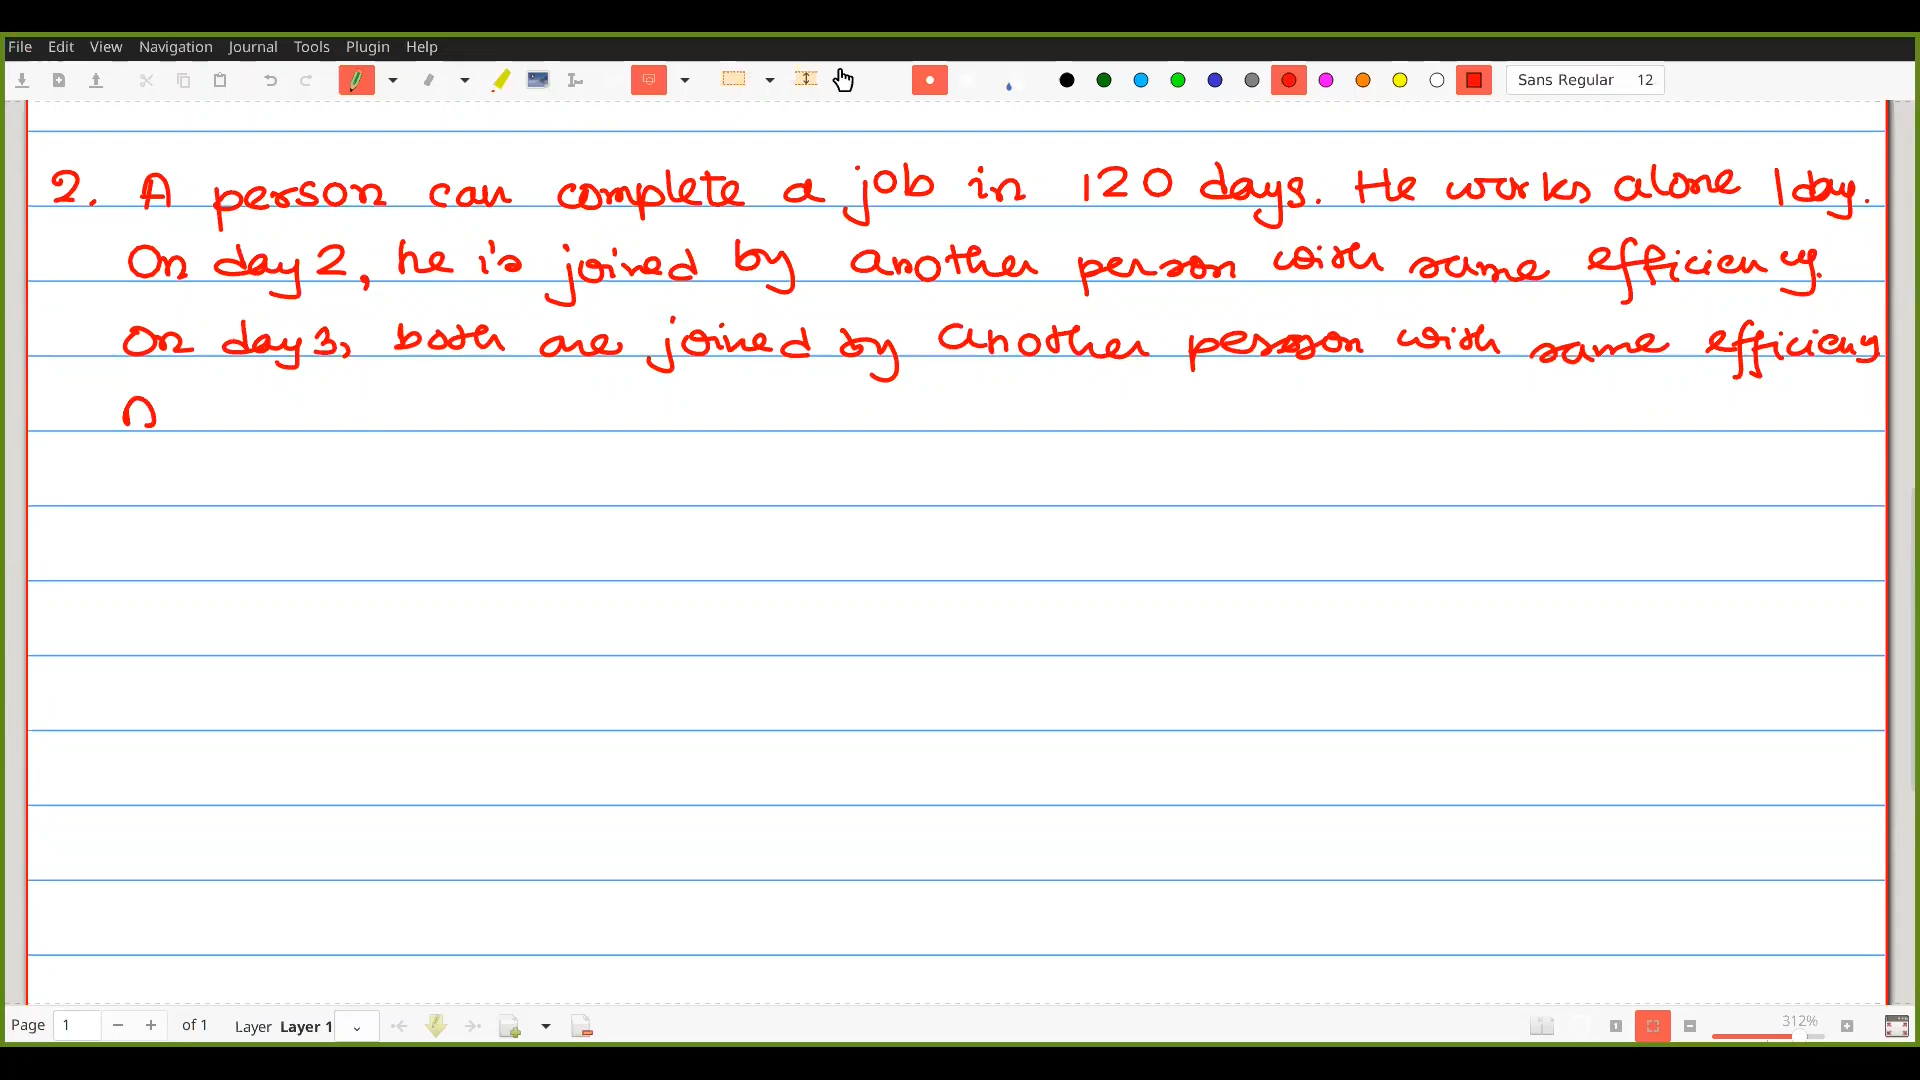 File Edit View Navigation Journal Tools Plugin Help
Sans Regular 12
2. A person can complete a job in 120 days. He works alone 1 day.
On day 2, he is joined by another person with same efficiency.
On day 3, both are joined by another person with same efficiency
Page 1 of 1 Layer Layer 1 312%